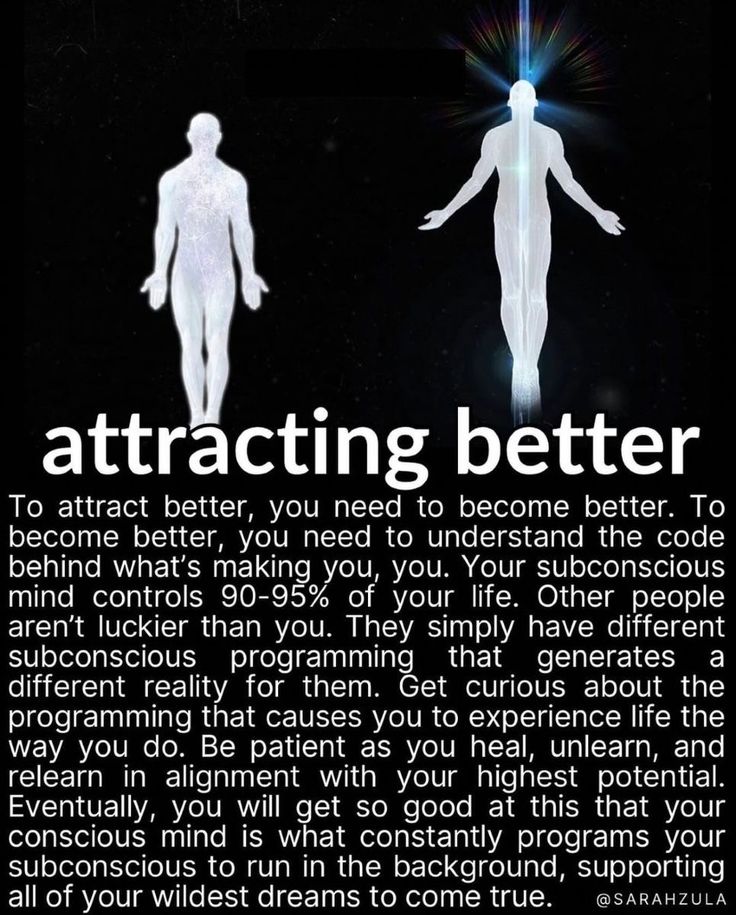 attracting better
To attract better, you need to become better. To
become better, you need to understand the code
behind what's making you, you. Your subconscious
mind controls 90-95% of your life. Other people
aren't luckier than you. They simply have different
subconscious programming that generates a
different reality for them. Get curious about the
programming that causes you to experience life the
way you do. Be patient as you heal, unlearn, and
relearn in alignment with your highest potential.
Eventually, you will get so good at this that your
conscious mind is what constantly programs your
subconscious to run in the background, supporting
all of your wildest dreams to come true. @SARAHZULA